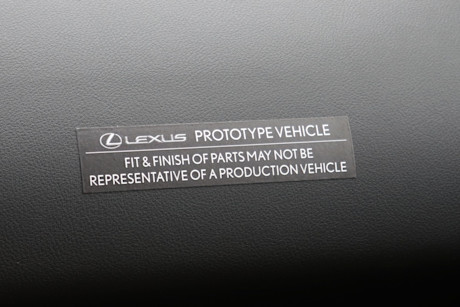 LEXUS PROTOTYPE VEHICLE
FIT & FINISH OF PARTS MAY NOT BE
REPRESENTATIVE OF A PRODUCTION VEHICLE